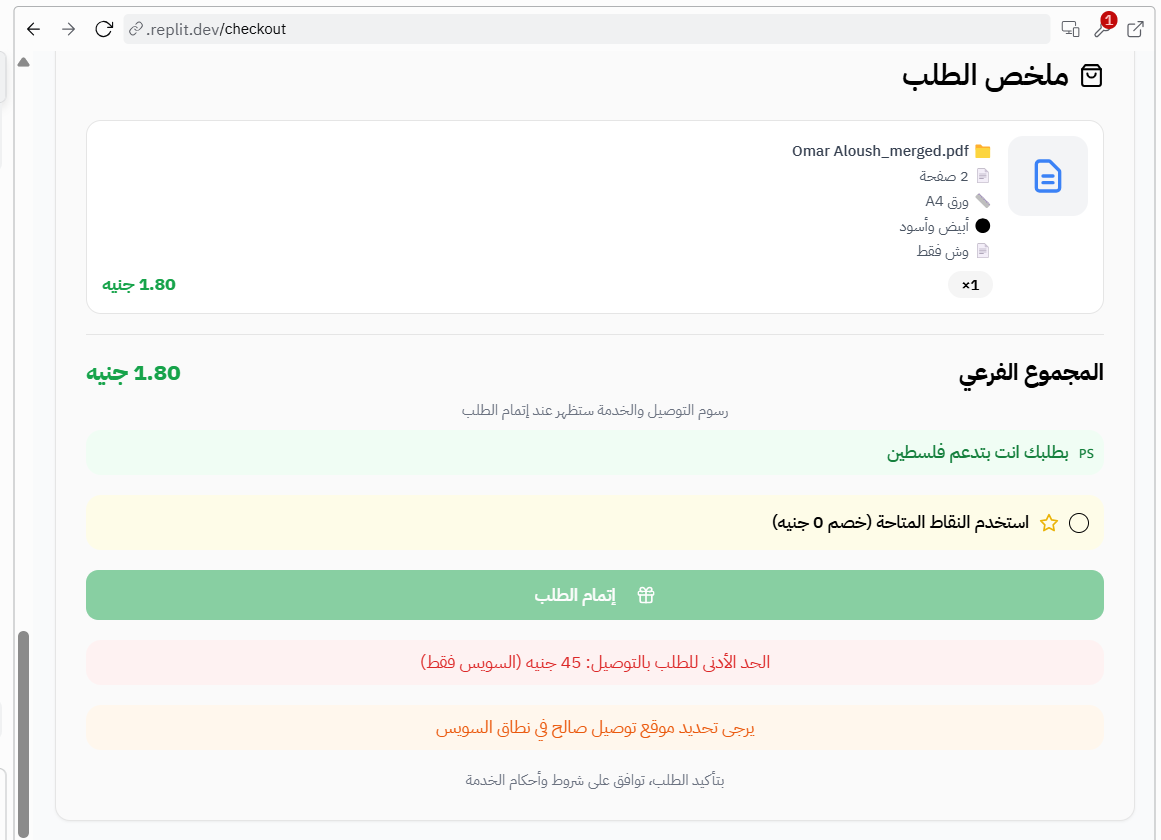 .replit.dev/checkout
1
ملخص الطلب
Omar Aloush_merged.pdf
2 صفحة
ورق A4
أبيض وأسود
وش فقط
×1
1.80 جنيه
المجموع الفرعي
1.80 جنيه
رسوم التوصيل والخدمة ستظهر عند إتمام الطلب
PS بطلبك انت بتدعم فلسطين
استخدم النقاط المتاحة (خصم 0 جنيه)
إتمام الطلب
الحد الأدنى للطلب بالتوصيل: 45 جنيه (السويس فقط)
يرجى تحديد موقع توصيل صالح في نطاق السويس
بتأكيد الطلب، توافق على شروط وأحكام الخدمة